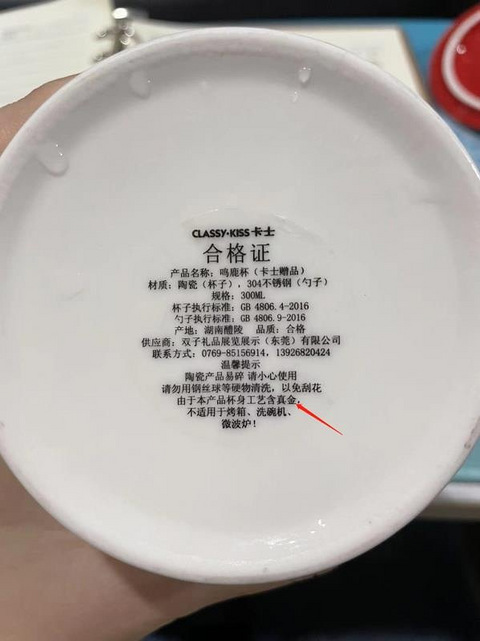 CLASSY·KISS 卡士
合格证
产品名称：鸣鹿杯（卡士赠品）
材质：陶瓷（杯子），304不锈钢（勺子）
规格：300ML
杯子执行标准：GB 4806.4-2016
勺子执行标准：GB 4806.9-2016
产地：湖南醴陵 品质：合格
供应商：双子礼品展览展示（东莞）有限公司
联系方式：0769-85156914，13926820424
温馨提示
陶瓷产品易碎 请小心使用
请勿用钢丝球等硬物清洗，以免刮花
由于本产品杯身工艺含真金，
不适用于烤箱、洗碗机、
微波炉！